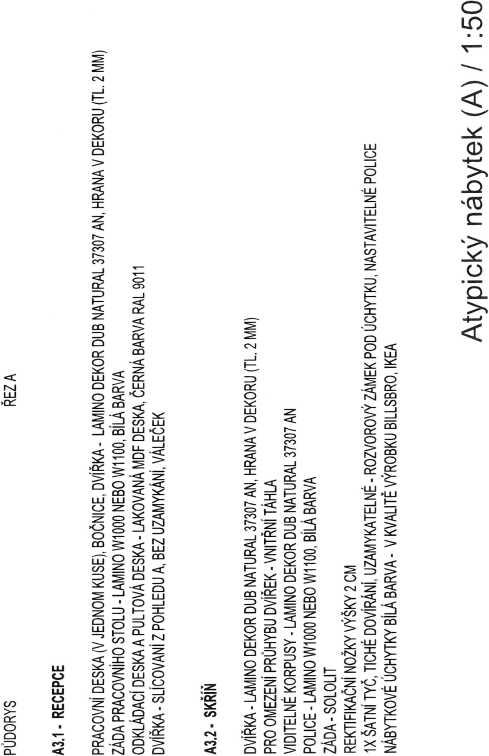 PŮDORYS ŘEZ A
A3.1 - RECEPCE
PRACOVNÍ DESKA (V JEDNOM KUSE), BOČNICE, DVÍŘKA - LAMINO DEKOR DUB NATURAL 37307 AN, HRANA V DEKORU (TL. 2 MM)
ZÁDA PRACOVNÍHO STOLU - LAMINO W1000 NEBO W1100, BÍLÁ BARVA
ODKLÁDACÍ DESKA A PULTOVÁ DESKA - LAKOVANÁ MDF DESKA, ČERNÁ BARVA RAL 9011
DVÍŘKA - SLÍCOVANÍ Z POHLEDU A, BEZ UZAMYKÁNÍ, VÁLEČEK
A3.2 - SKŘÍŇ
DVÍŘKA - LAMINO DEKOR DUB NATURAL 37307 AN, HRANA V DEKORU (TL. 2 MM)
PRO OMEZENÍ PRŮHYBU DVÍŘEK - VNITŘNÍ TÁHLA
VIDITELNÉ KORPUSY - LAMINO DEKOR DUB NATURAL 37307 AN
POLICE - LAMINO W1000 NEBO W1100, BÍLÁ BARVA
ZÁDA - SOLOLIT
REKTIFIKAČNÍ NOŽKY VÝŠKY 2 CM
1X ŠATNÍ TYČ, TICHÉ DOVÍRÁNÍ, UZAMYKATELNÉ - ROZVOROVÝ ZÁMEK POD ÚCHYTKU, NASTAVITELNÉ POLICE
NÁBYTKOVÉ ÚCHYTKY BÍLÁ BARVA - V KVALITĚ VÝROBKU BILLSBRO, IKEA
Atypický nábytek (A) / 1:50